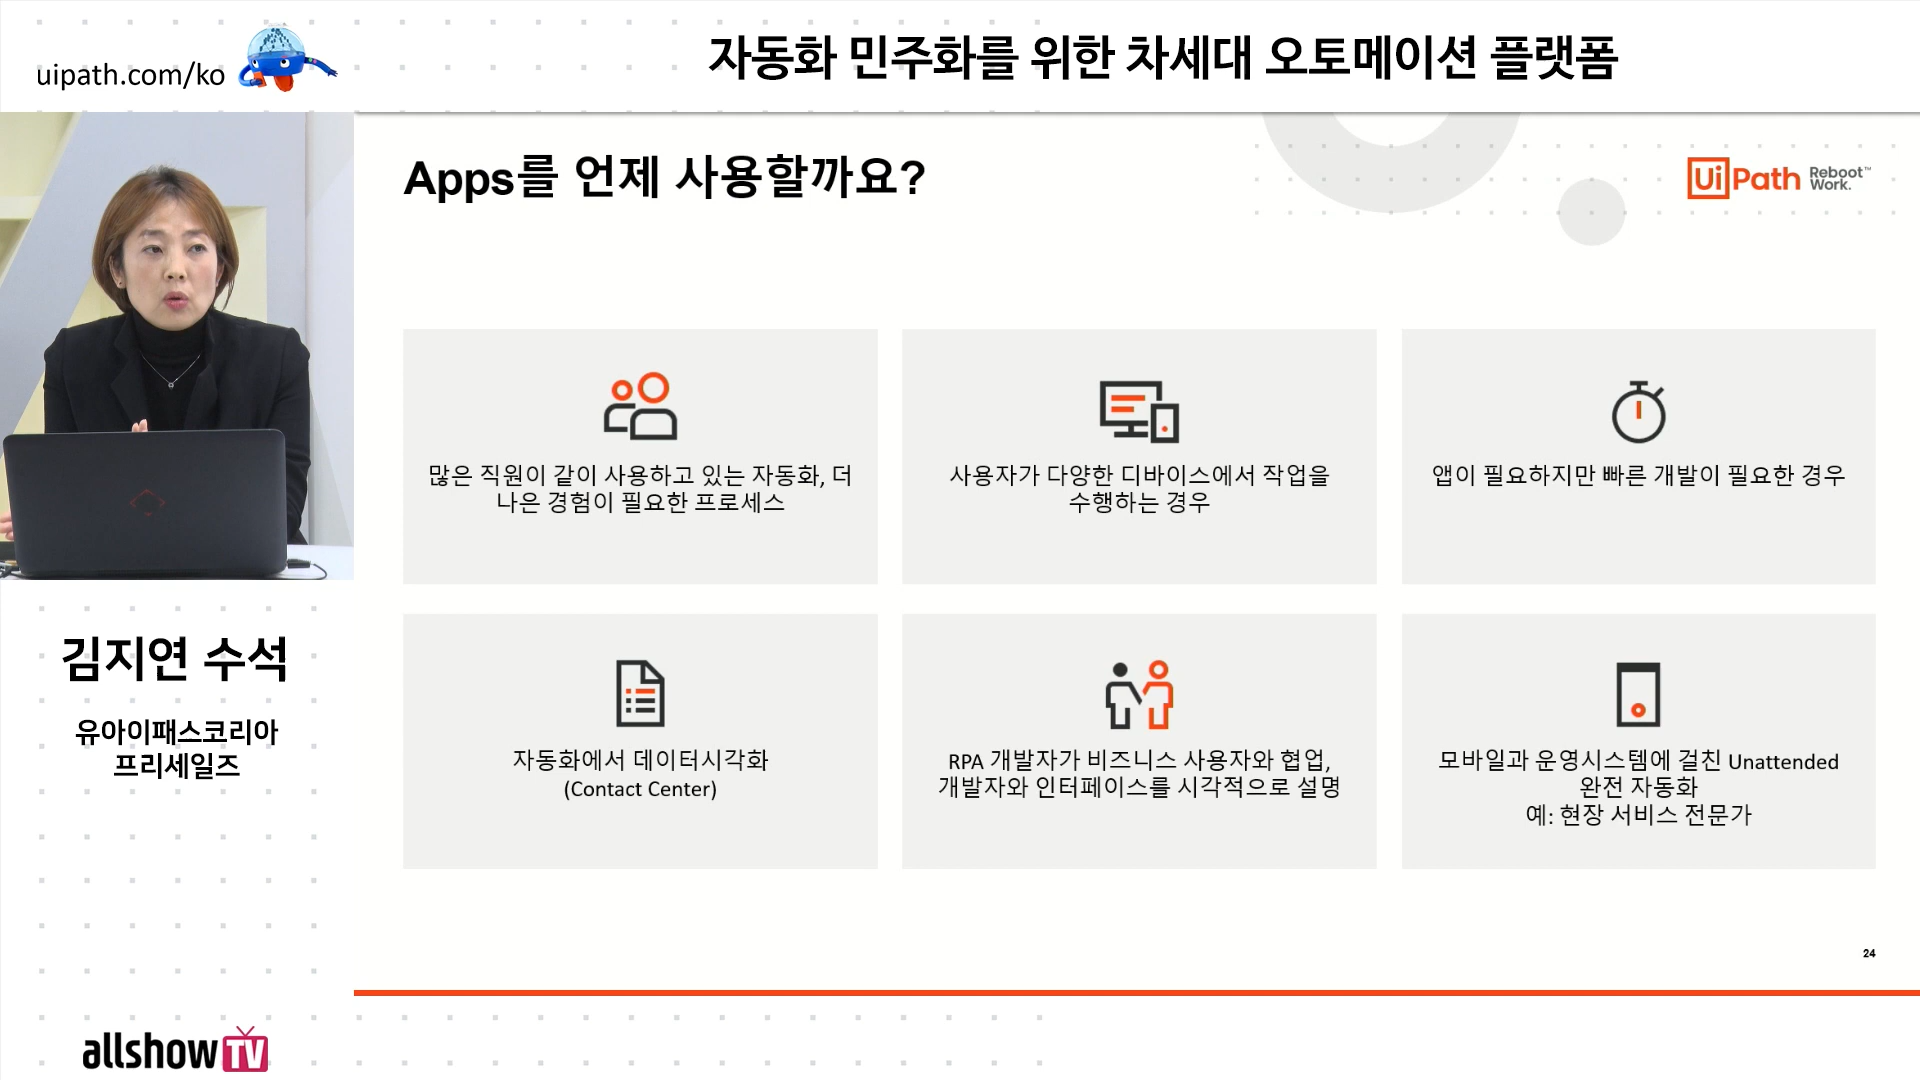 uipath.com/ko
자동화 민주화를 위한 차세대 오토메이션 플랫폼
Apps를 언제 사용할까요?
UiPath Reboot Work.™
많은 직원이 같이 사용하고 있는 자동화, 더
나은 경험이 필요한 프로세스
사용자가 다양한 디바이스에서 작업을
수행하는 경우
앱이 필요하지만 빠른 개발이 필요한 경우
자동화에서 데이터시각화
(Contact Center)
RPA 개발자가 비즈니스 사용자와 협업,
개발자와 인터페이스를 시각적으로 설명
모바일과 운영시스템에 걸친 Unattended
완전 자동화
예: 현장 서비스 전문가
24
김지연 수석
유아이패스코리아
프리세일즈
allshowTV